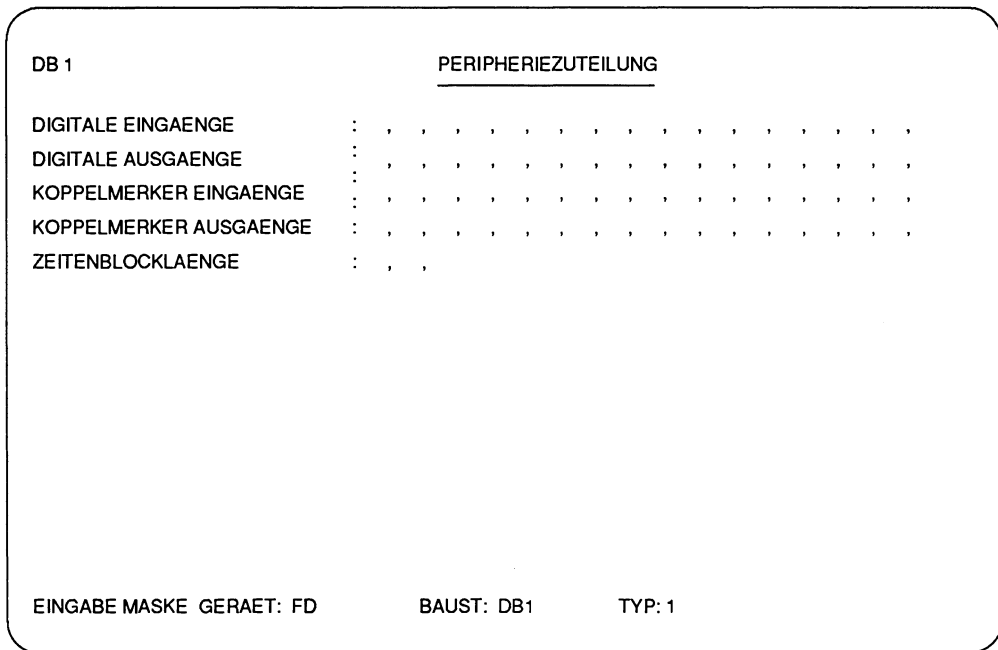 DB 1 PERIPHERIEZUTEILUNG
DIGITALE EINGAENGE : , , , , , , , , , , , , , , , ,
DIGITALE AUSGAENGE : , , , , , , , , , , , , , , , ,
KOPPELMERKER EINGAENGE : , , , , , , , , , , , , , , , ,
KOPPELMERKER AUSGAENGE : , , , , , , , , , , , , , , , ,
ZEITENBLOCKLAENGE : , ,
EINGABE MASKE GERAET: FD BAUST: DB1 TYP: 1